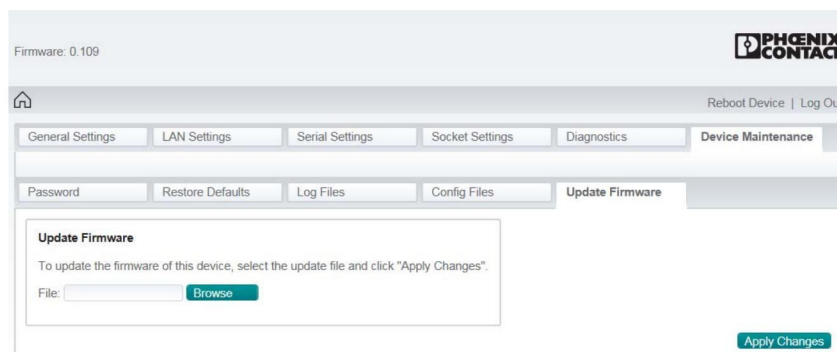 Firmware: 0.109
PHŒNIX
CONTACT
Reboot Device | Log Ou
General Settings LAN Settings Serial Settings Socket Settings Diagnostics Device Maintenance
Password Restore Defaults Log Files Config Files Update Firmware
Update Firmware
To update the firmware of this device, select the update file and click "Apply Changes".
File: Browse
Apply Changes